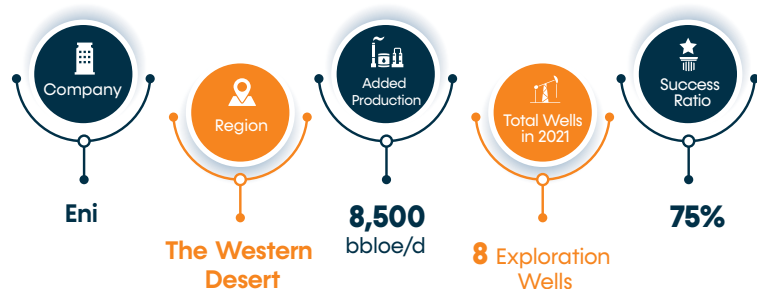 Company
Eni
Region
The Western
Desert
Added
Production
8,500
bbloe/d
Total Wells
in 2021
8 Exploration
Wells
Success
Ratio
75%